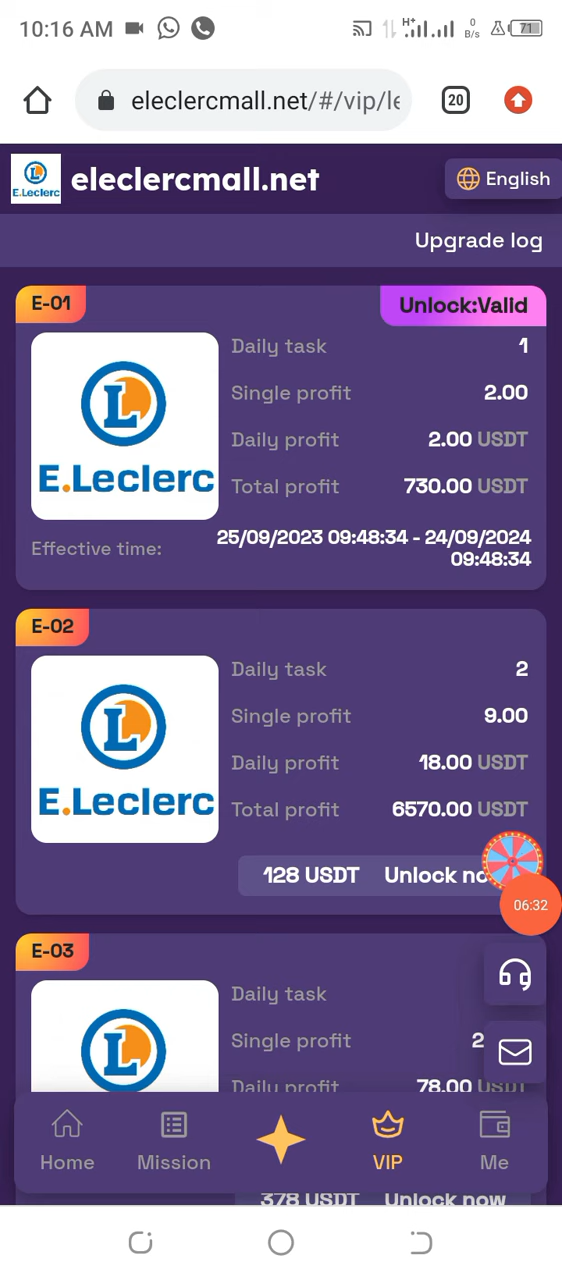 10:16 AM
H+
0
B/s
71
eleclercmall.net/#/vip/le
20
E.Leclerc
eleclercmall.net
English
Upgrade log
E-01
Unlock:Valid
L
E.Leclerc
Daily task 1
Single profit 2.00
Daily profit 2.00 USDT
Total profit 730.00 USDT
Effective time: 25/09/2023 09:48:34 - 24/09/2024
09:48:34
E-02
L
E.Leclerc
Daily task 2
Single profit 9.00
Daily profit 18.00 USDT
Total profit 6570.00 USDT
128 USDT Unlock no
06:32
E-03
L
Daily task
Single profit 2
Daily profit 78.00 USDT
Home
Mission
VIP
Me
378 USDT Unlock now